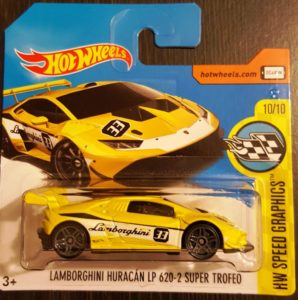 HOT WHEELS
hotwheels.com
10/10
33
Lamborghini
HW SPEED GRAPHICS
Lamborghini 33
3+
LAMBORGHINI HURACÁN LP 620-2 SUPER TROFEO